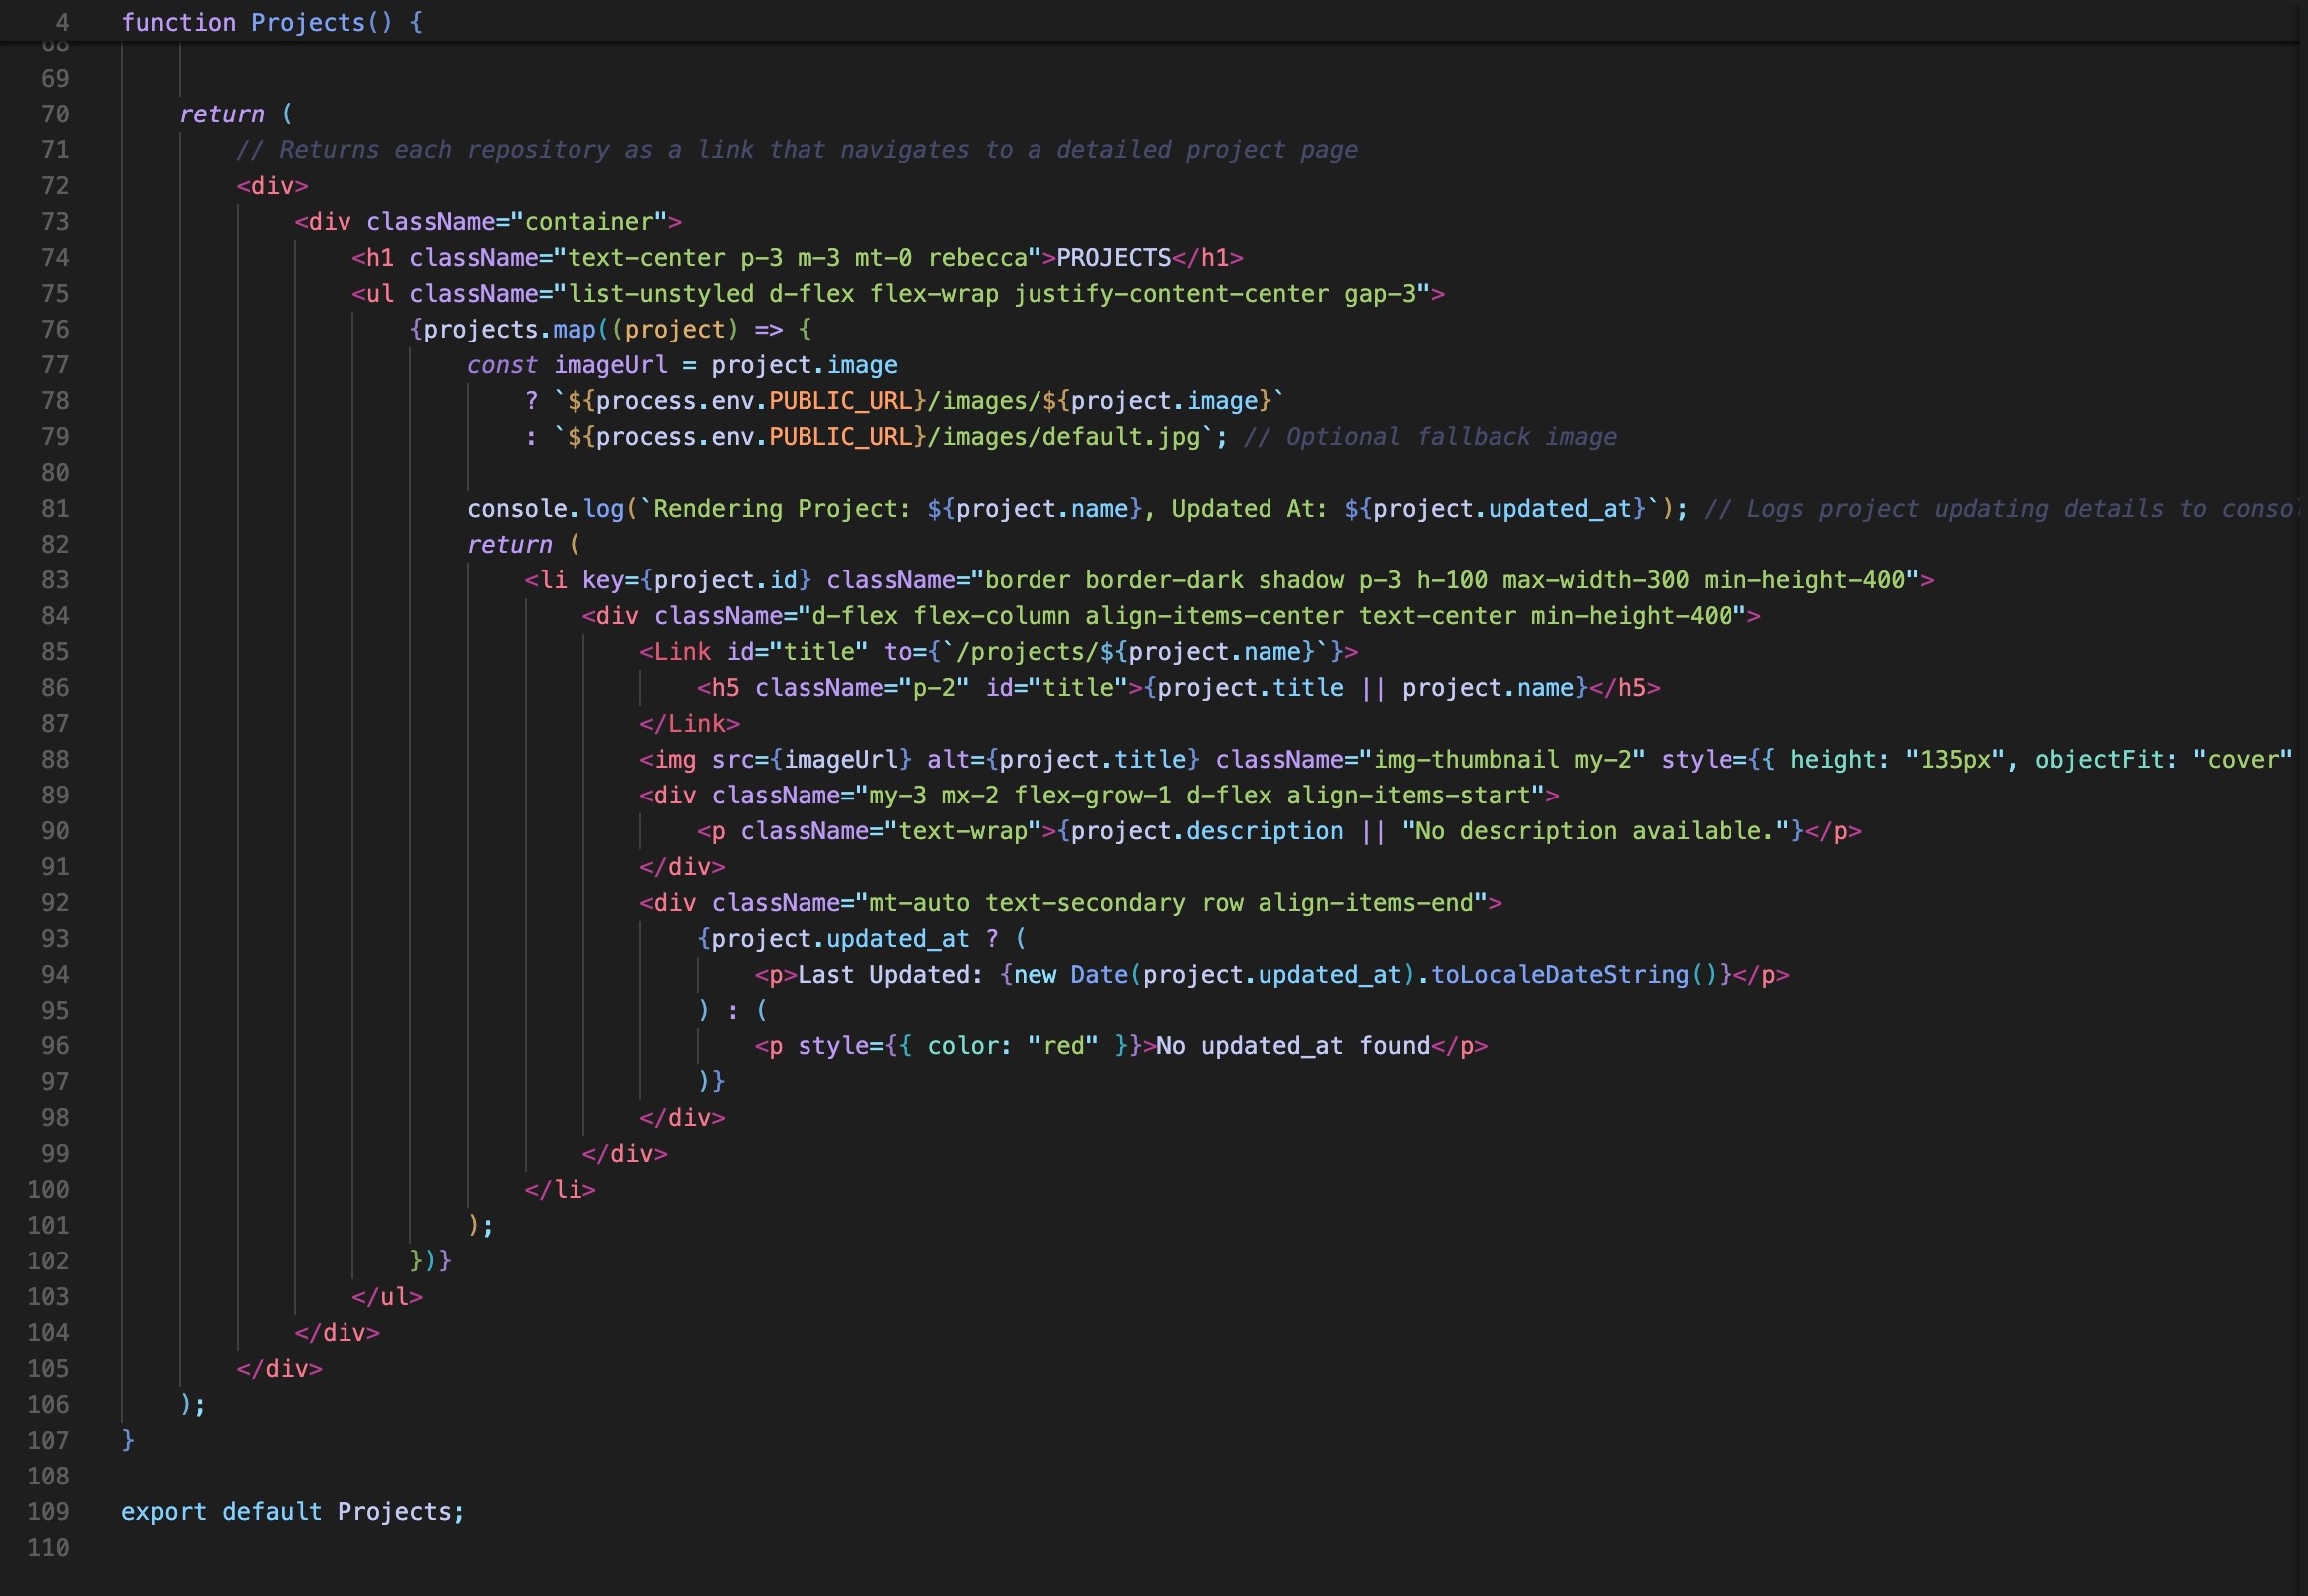 4 function Projects() {
68
69
70 return (
71 // Returns each repository as a link that navigates to a detailed project page
72 <div>
73 <div className="container">
74 <h1 className="text-center p-3 m-3 mt-0 rebecca">PROJECTS</h1>
75 <ul className="list-unstyled d-flex flex-wrap justify-content-center gap-3">
76 {projects.map((project) => {
77 const imageUrl = project.image
78 ? `${process.env.PUBLIC_URL}/images/${project.image}`
79 : `${process.env.PUBLIC_URL}/images/default.jpg`; // Optional fallback image
80
81 console.log(`Rendering Project: ${project.name}, Updated At: ${project.updated_at}`); // Logs project updating details to consol
82 return (
83 <li key={project.id} className="border border-dark shadow p-3 h-100 max-width-300 min-height-400">
84 <div className="d-flex flex-column align-items-center text-center min-height-400">
85 <Link id="title" to={`/projects/${project.name}`}>
86 <h5 className="p-2" id="title">{project.title || project.name}</h5>
87 </Link>
88 <img src={imageUrl} alt={project.title} className="img-thumbnail my-2" style={{ height: "135px", objectFit: "cover"
89 <div className="my-3 mx-2 flex-grow-1 d-flex align-items-start">
90 <p className="text-wrap">{project.description || "No description available."}</p>
91 </div>
92 <div className="mt-auto text-secondary row align-items-end">
93 {project.updated_at ? (
94 <p>Last Updated: {new Date(project.updated_at).toLocaleDateString()}</p>
95 ) : (
96 <p style={{ color: "red" }}>No updated_at found</p>
97 )}
98 </div>
99 </div>
100 </li>
101 );
102 })}
103 </ul>
104 </div>
105 </div>
106 );
107 }
108
109 export default Projects;
110